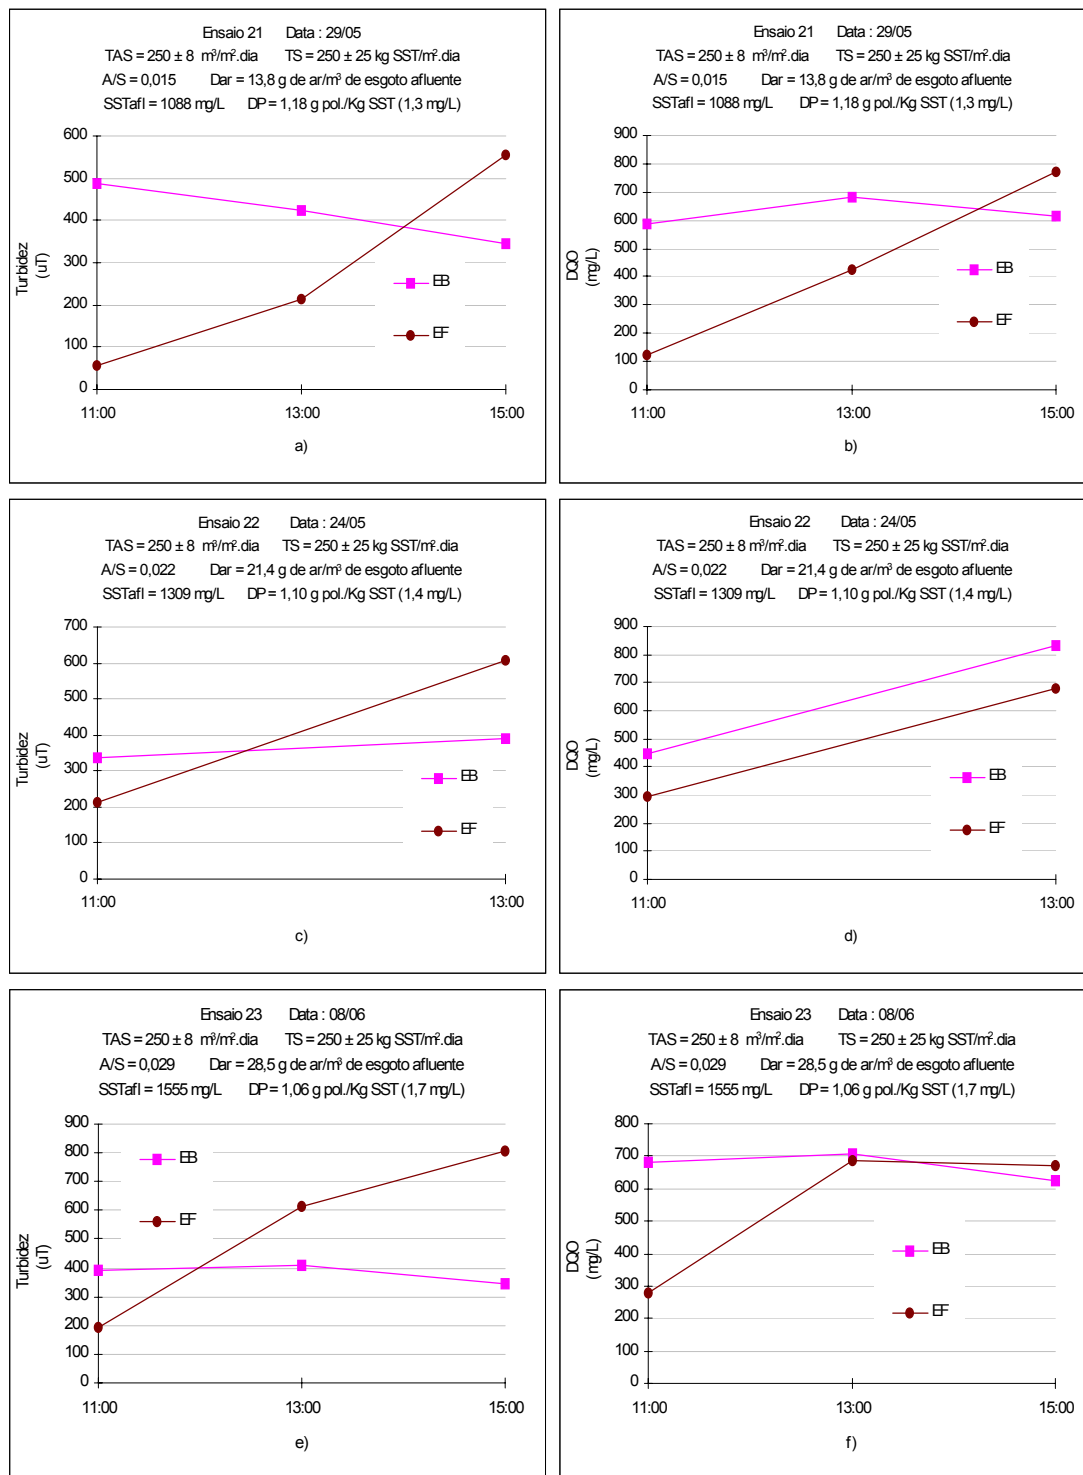 Ensaio 21 Data : 29/05
TAS = 250 ± 8 m³/m².dia TS = 250 ± 25 kg SST/m².dia
A/S = 0,015 Dar = 13,8 g de ar/m³ de esgoto afluente
SSTafl = 1088 mg/L DP = 1,18 g pol./Kg SST (1,3 mg/L)
600
500
400
300
200
100
0
Turbidez
(uT)
EB
EF
11:00 13:00 15:00
a)
Ensaio 21 Data : 29/05
TAS = 250 ± 8 m³/m².dia TS = 250 ± 25 kg SST/m².dia
A/S = 0,015 Dar = 13,8 g de ar/m³ de esgoto afluente
SSTafl = 1088 mg/L DP = 1,18 g pol./Kg SST (1,3 mg/L)
900
800
700
600
500
400
300
200
100
0
DQO
(mg/L)
EB
EF
11:00 13:00 15:00
b)
Ensaio 22 Data : 24/05
TAS = 250 ± 8 m³/m².dia TS = 250 ± 25 kg SST/m².dia
A/S = 0,022 Dar = 21,4 g de ar/m³ de esgoto afluente
SSTafl = 1309 mg/L DP = 1,10 g pol./Kg SST (1,4 mg/L)
700
600
500
400
300
200
100
0
Turbidez
(uT)
EB
EF
11:00 13:00
c)
Ensaio 22 Data : 24/05
TAS = 250 ± 8 m³/m².dia TS = 250 ± 25 kg SST/m².dia
A/S = 0,022 Dar = 21,4 g de ar/m³ de esgoto afluente
SSTafl = 1309 mg/L DP = 1,10 g pol./Kg SST (1,4 mg/L)
900
800
700
600
500
400
300
200
100
0
DQO
(mg/L)
EB
EF
11:00 13:00
d)
Ensaio 23 Data : 08/06
TAS = 250 ± 8 m³/m².dia TS = 250 ± 25 kg SST/m².dia
A/S = 0,029 Dar = 28,5 g de ar/m³ de esgoto afluente
SSTafl = 1555 mg/L DP = 1,06 g pol./Kg SST (1,7 mg/L)
900
800
700
600
500
400
300
200
100
0
Turbidez
(uT)
EB
EF
11:00 13:00 15:00
e)
Ensaio 23 Data : 08/06
TAS = 250 ± 8 m³/m².dia TS = 250 ± 25 kg SST/m².dia
A/S = 0,029 Dar = 28,5 g de ar/m³ de esgoto afluente
SSTafl = 1555 mg/L DP = 1,06 g pol./Kg SST (1,7 mg/L)
800
700
600
500
400
300
200
100
0
DQO
(mg/L)
EB
EF
11:00 13:00 15:00
f)